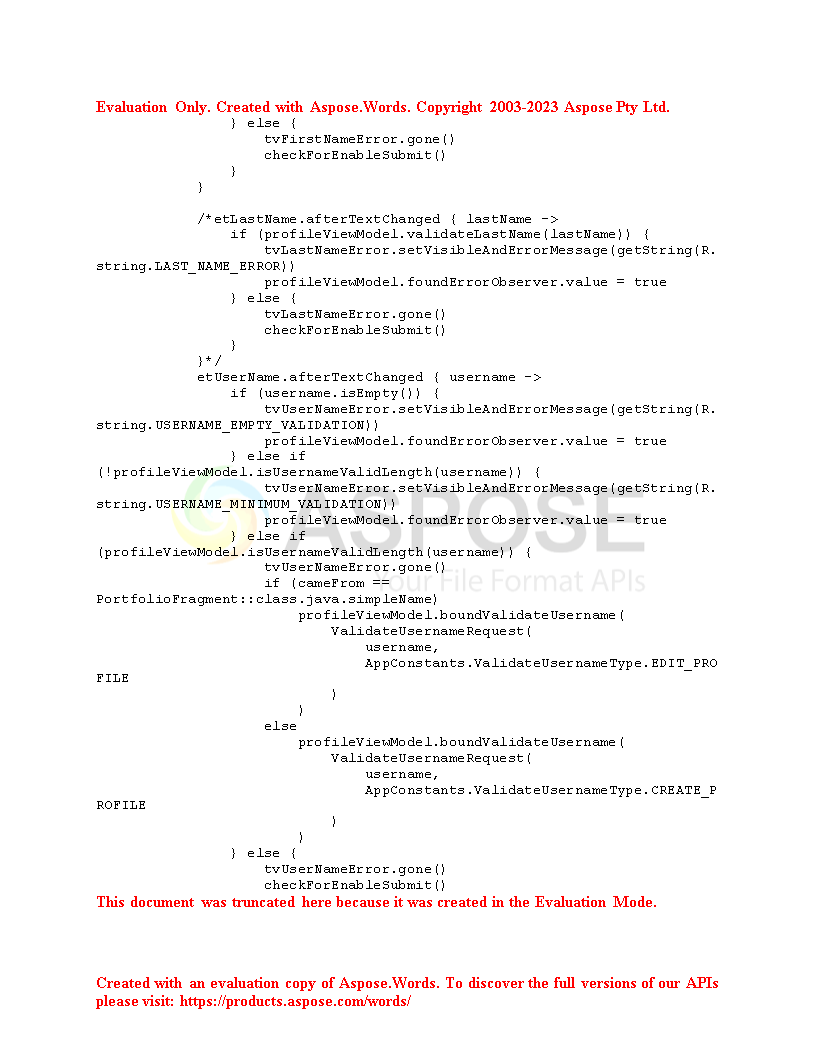 Evaluation Only. Created with Aspose.Words. Copyright 2003-2023 Aspose Pty Ltd.
                } else {
                    tvFirstNameError.gone()
                    checkForEnableSubmit()
                }
            }

            /*etLastName.afterTextChanged { lastName ->
                if (profileViewModel.validateLastName(lastName)) {
                    tvLastNameError.setVisibleAndErrorMessage(getString(R.
string.LAST_NAME_ERROR))
                    profileViewModel.foundErrorObserver.value = true
                } else {
                    tvLastNameError.gone()
                    checkForEnableSubmit()
                }
            }*/
            etUserName.afterTextChanged { username ->
                if (username.isEmpty()) {
                    tvUserNameError.setVisibleAndErrorMessage(getString(R.
string.USERNAME_EMPTY_VALIDATION))
                    profileViewModel.foundErrorObserver.value = true
                } else if
(!profileViewModel.isUsernameValidLength(username)) {
                    tvUserNameError.setVisibleAndErrorMessage(getString(R.
string.USERNAME_MINIMUM_VALIDATION))
                    profileViewModel.foundErrorObserver.value = true
                } else if
(profileViewModel.isUsernameValidLength(username)) {
                    tvUserNameError.gone()
                    if (cameFrom ==
PortfolioFragment::class.java.simpleName)
                        profileViewModel.boundValidateUsername(
                            ValidateUsernameRequest(
                                username,
                                AppConstants.ValidateUsernameType.EDIT_PRO
FILE
                            )
                        )
                    else
                        profileViewModel.boundValidateUsername(
                            ValidateUsernameRequest(
                                username,
                                AppConstants.ValidateUsernameType.CREATE_P
ROFILE
                            )
                        )
                } else {
                    tvUserNameError.gone()
                    checkForEnableSubmit()
This document was truncated here because it was created in the Evaluation Mode.
ASPOSE
Your File Format APIs
Created with an evaluation copy of Aspose.Words. To discover the full versions of our APIs
please visit: https://products.aspose.com/words/